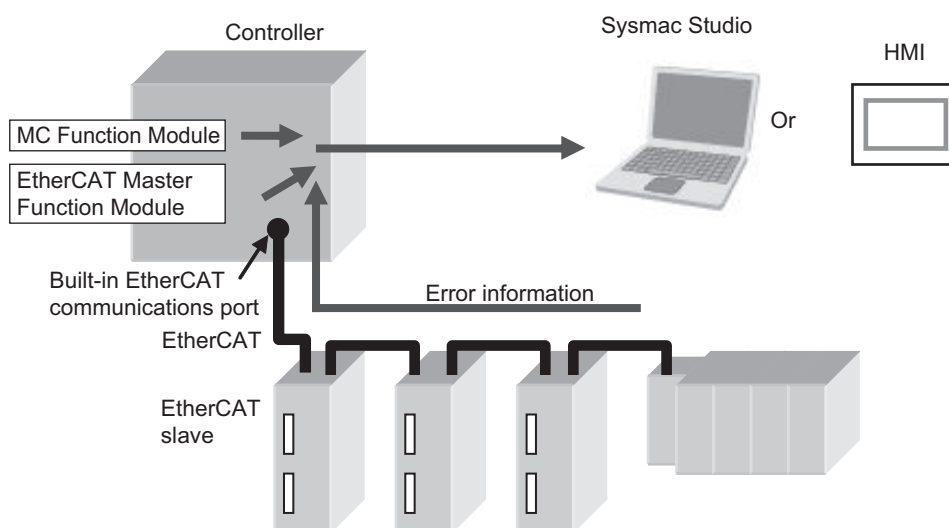 Controller
Sysmac Studio
HMI
MC Function Module
Or
EtherCAT Master
Function Module
Built-in EtherCAT
communications port
Error information
EtherCAT
EtherCAT
slave